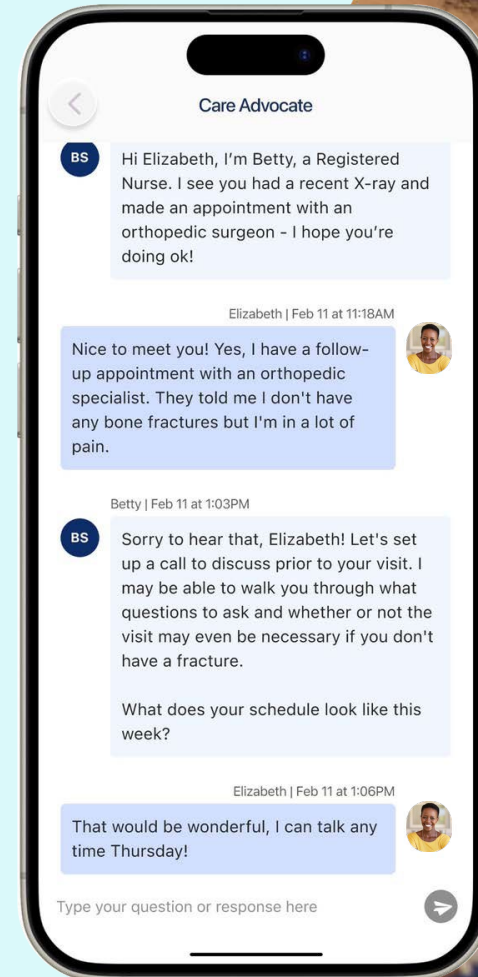 Care Advocate
BS
Hi Elizabeth, I’m Betty, a Registered
Nurse. I see you had a recent X-ray and
made an appointment with an
orthopedic surgeon - I hope you’re
doing ok!
Elizabeth | Feb 11 at 11:18AM
Nice to meet you! Yes, I have a follow-
up appointment with an orthopedic
specialist. They told me I don't have
any bone fractures but I'm in a lot of
pain.
Betty | Feb 11 at 1:03PM
BS
Sorry to hear that, Elizabeth! Let's set
up a call to discuss prior to your visit. I
may be able to walk you through what
questions to ask and whether or not the
visit may even be necessary if you don't
have a fracture.
What does your schedule look like this
week?
Elizabeth | Feb 11 at 1:06PM
That would be wonderful, I can talk any
time Thursday!
Type your question or response here